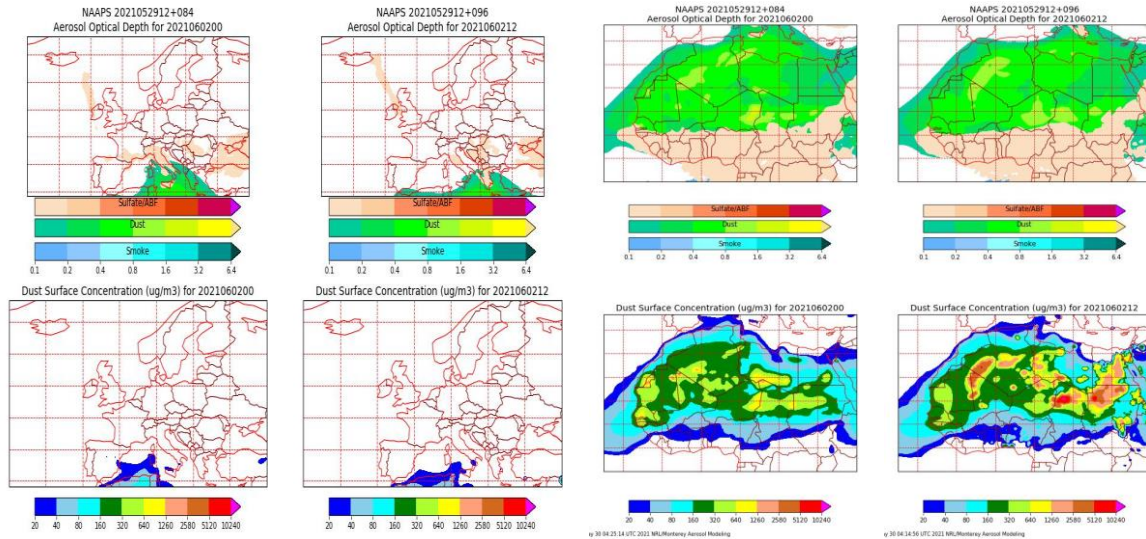 NAAPS 2021052912+084
Aerosol Optical Depth for 2021060200
Sulfate/ABF
Dust
Smoke
0.1 0.2 0.4 0.8 1.6 3.2 6.4
NAAPS 2021052912+096
Aerosol Optical Depth for 2021060212
Sulfate/ABF
Dust
Smoke
0.1 0.2 0.4 0.8 1.6 3.2 6.4
NAAPS 2021052912+084
Aerosol Optical Depth for 2021060200
Sulfate/ABF
Dust
Smoke
0.1 0.2 0.4 0.8 1.6 3.2 6.4
NAAPS 2021052912+096
Aerosol Optical Depth for 2021060212
Sulfate/ABF
Dust
Smoke
0.1 0.2 0.4 0.8 1.6 3.2 6.4
Dust Surface Concentration (ug/m3) for 2021060200
20 40 80 160 320 640 1260 2580 5120 10240
Dust Surface Concentration (ug/m3) for 2021060212
20 40 80 160 320 640 1260 2580 5120 10240
Dust Surface Concentration (ug/m3) for 2021060200
20 40 80 160 320 640 1260 2580 5120 10240
y 30 04:25:14 UTC 2021 NRL/Monterey Aerosol Modeling
Dust Surface Concentration (ug/m3) for 2021060212
20 40 80 160 320 640 1260 2580 5120 10240
y 30 04:14:56 UTC 2021 NRL/Monterey Aerosol Modeling